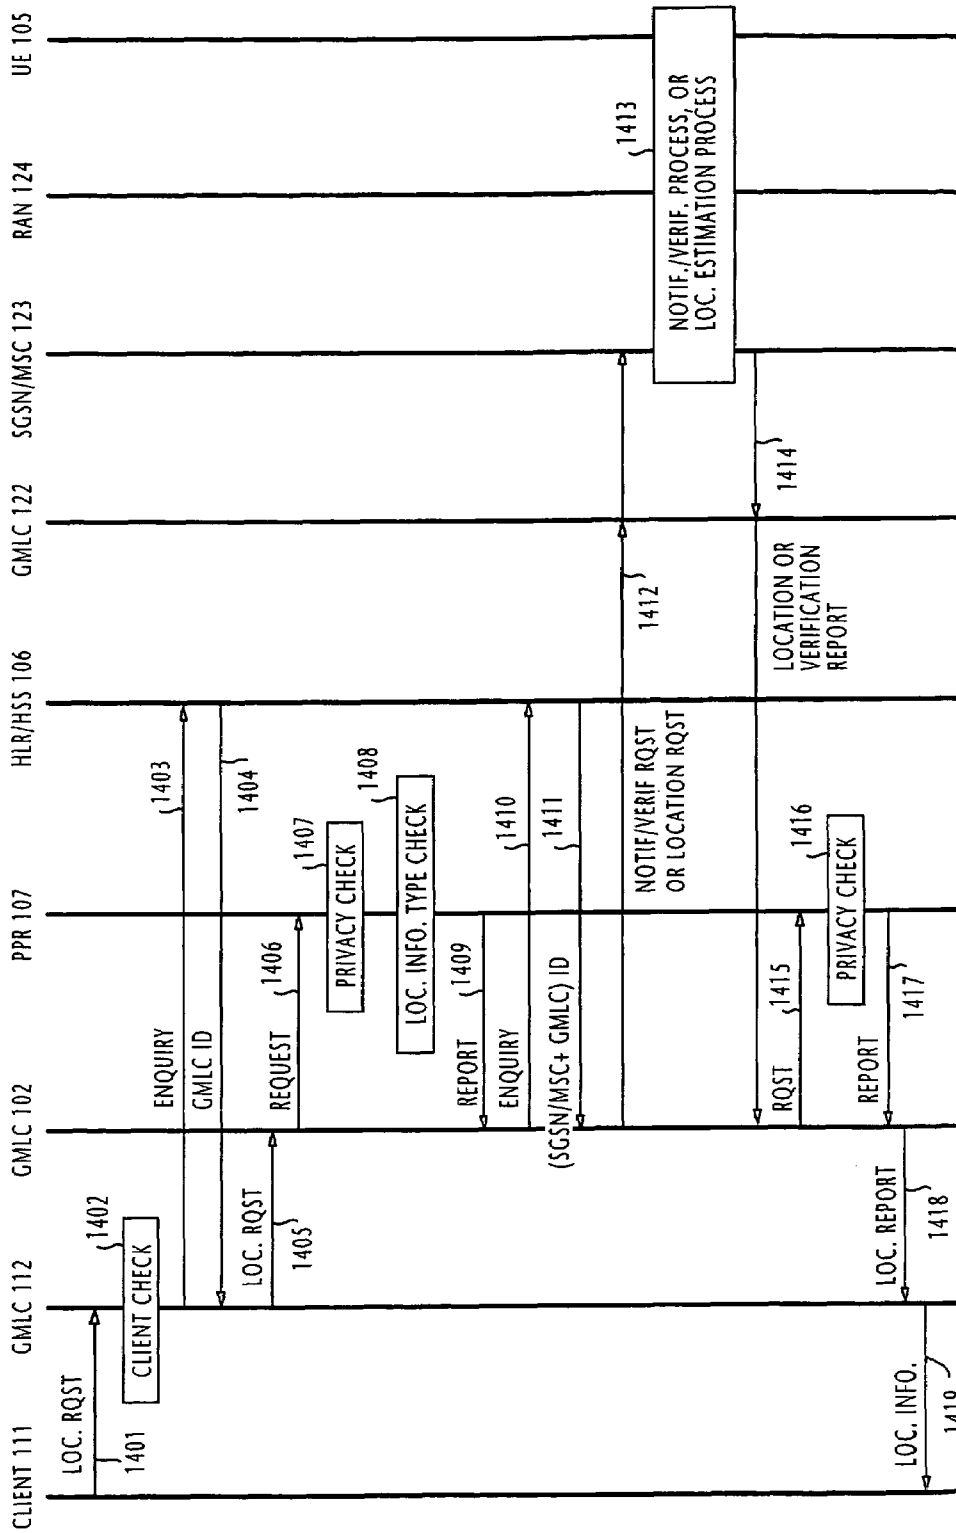 CLIENT 111
GMLC 112
GMLC 102
PPR 107
HLR/HSS 106
GMLC 122
SGSN/MSC 123
RAN 124
UE 105
LOC. RQST
1401
CLIENT CHECK
1402
ENQUIRY
1403
GMLC ID
1404
LOC. RQST
1405
REQUEST
1406
PRIVACY CHECK
1407
LOC. INFO. TYPE CHECK
1408
REPORT
1409
ENQUIRY
1410
(SGSN/MSC+ GMLC) ID
1411
NOTIF/VERIF RQST
OR LOCATION RQST
1412
NOTIF./VERIF. PROCESS, OR
LOC. ESTIMATION PROCESS
1413
1414
LOCATION OR
VERIFICATION
REPORT
RQST
1415
PRIVACY CHECK
1416
REPORT
1417
LOC. REPORT
1418
LOC. INFO.
1419